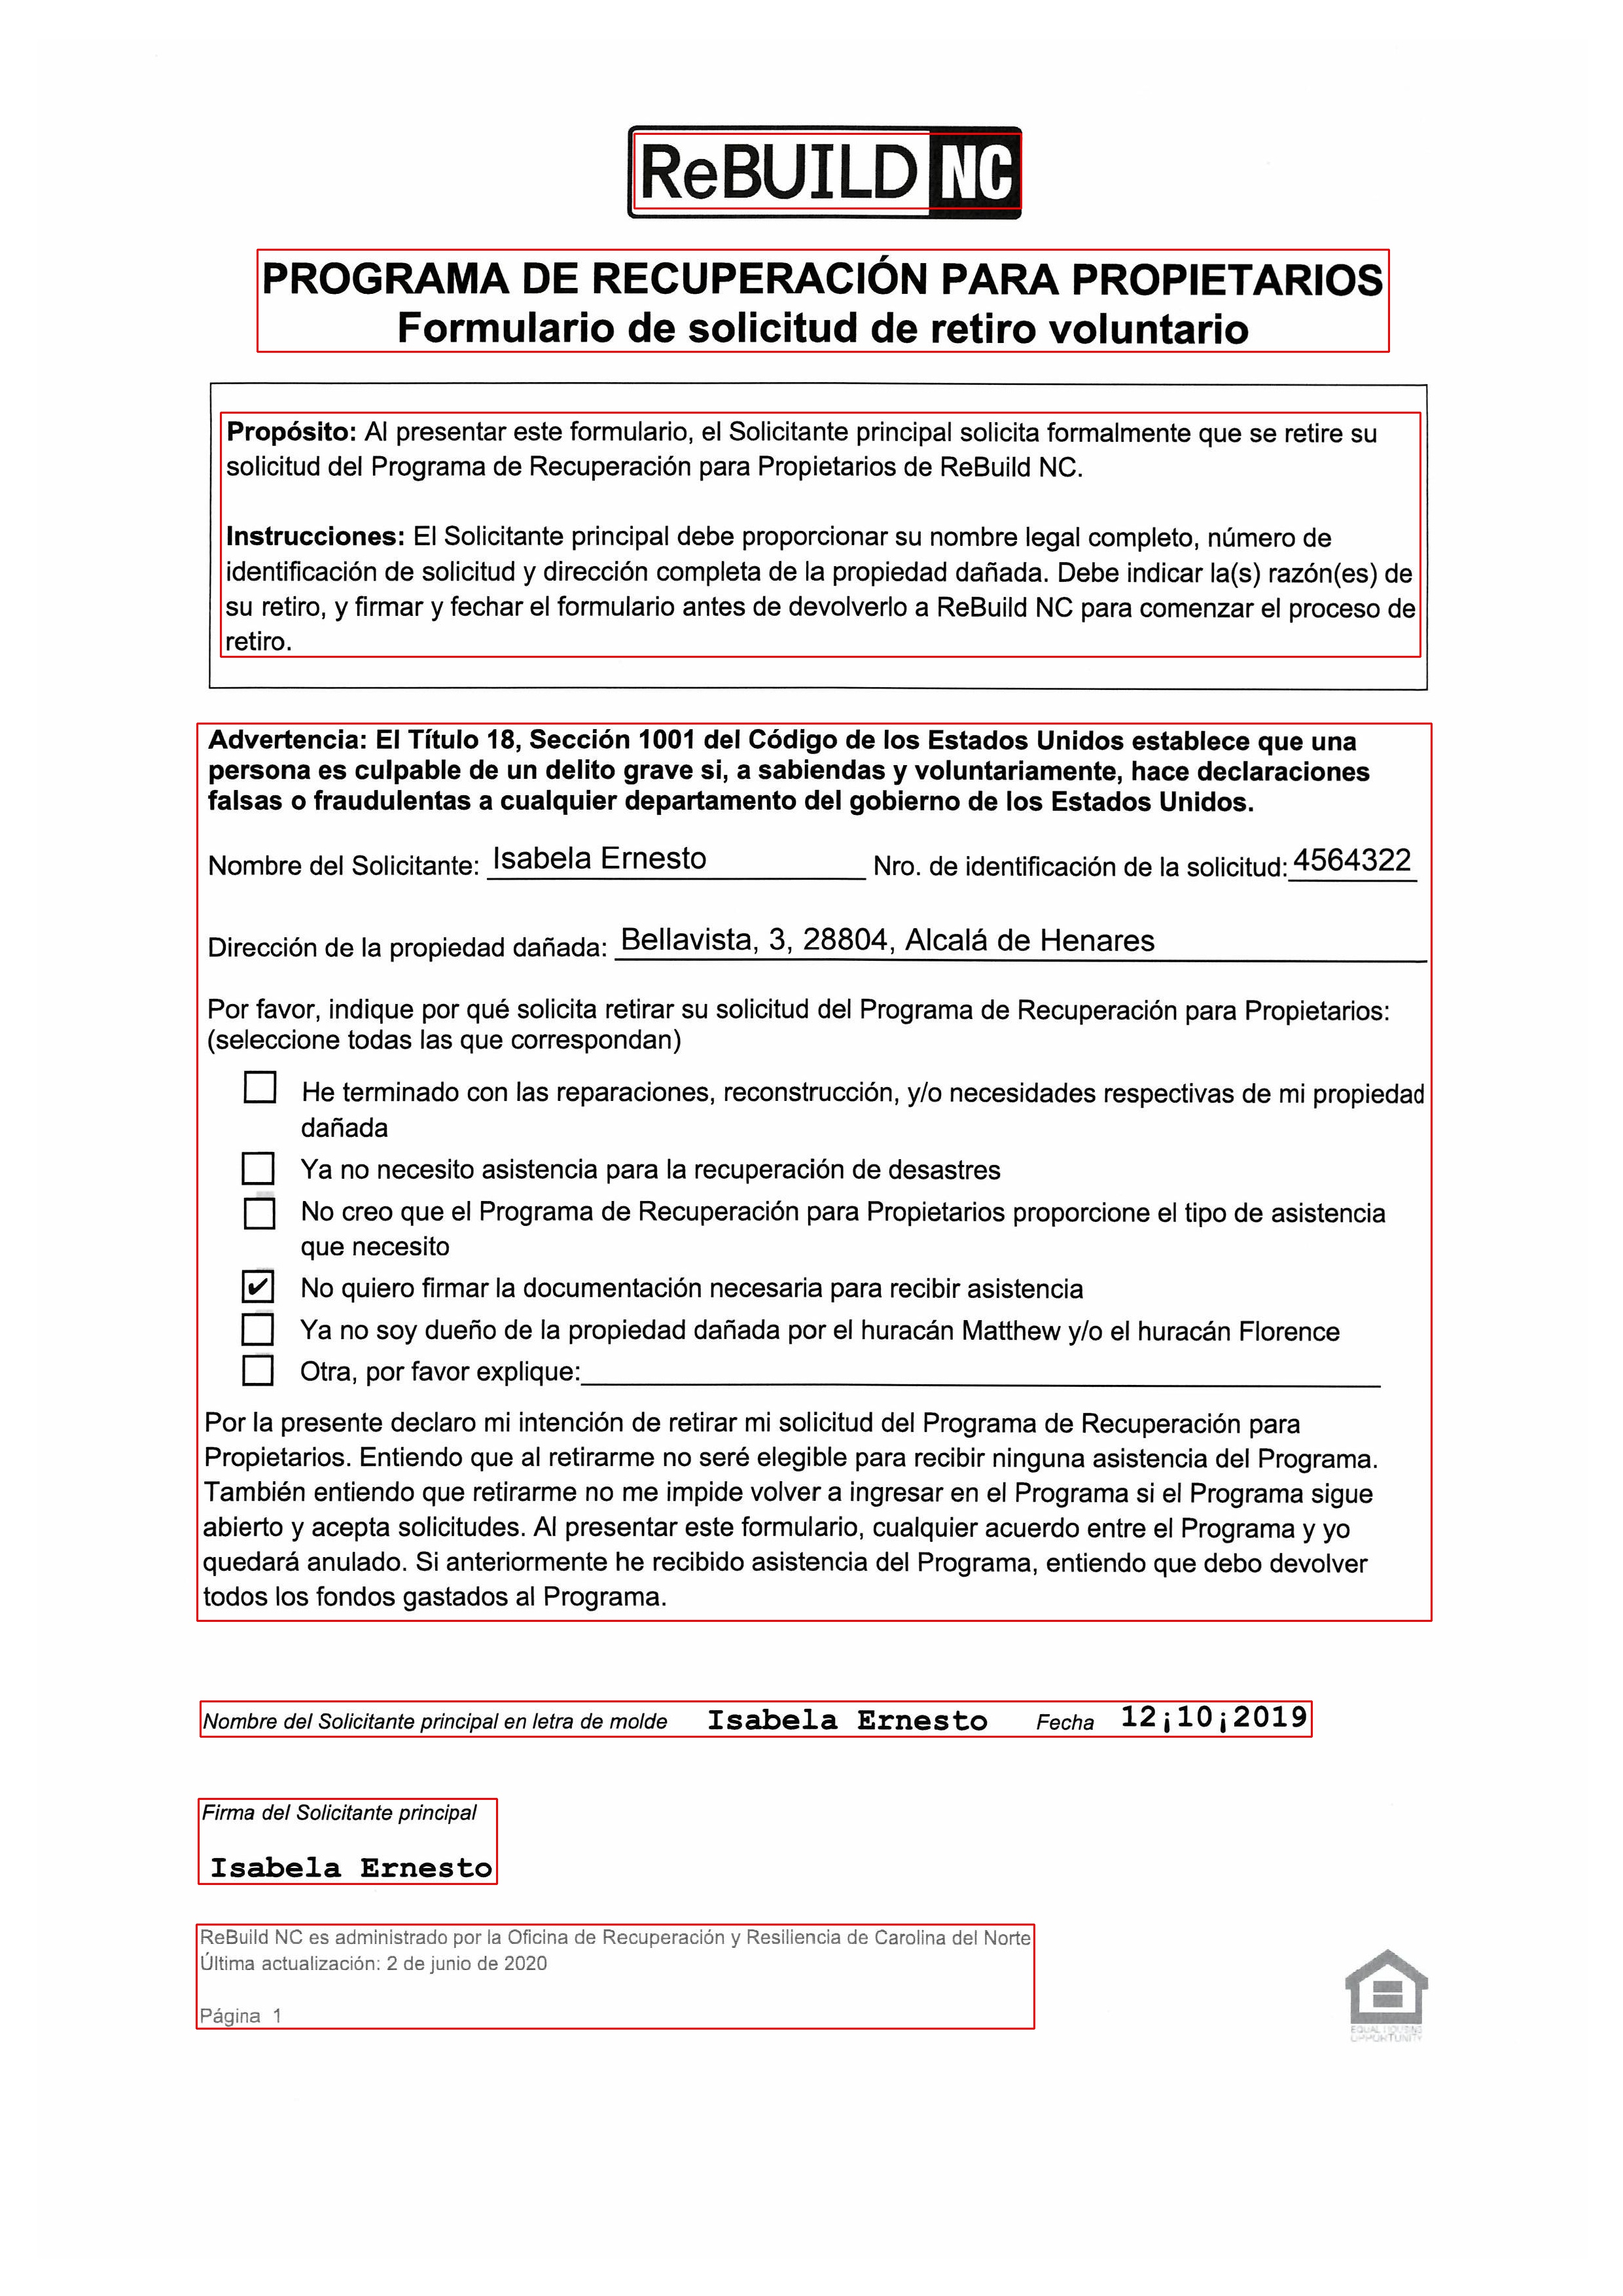 ReBUILD NC
PROGRAMA DE RECUPERACIÓN PARA PROPIETARIOS
Formulario de solicitud de retiro voluntario
Propósito: Al presentar este formulario, el Solicitante principal solicita formalmente que se retire su
solicitud del Programa de Recuperación para Propietarios de ReBuild NC.
Instrucciones: El Solicitante principal debe proporcionar su nombre legal completo, número de
identificación de solicitud y dirección completa de la propiedad dañada. Debe indicar la(s) razón(es) de
su retiro, y firmar y fechar el formulario antes de devolverlo a ReBuild NC para comenzar el proceso de
retiro.
Advertencia: El Título 18, Sección 1001 del Código de los Estados Unidos establece que una
persona es culpable de un delito grave si, a sabiendas y voluntariamente, hace declaraciones
falsas o fraudulentas a cualquier departamento del gobierno de los Estados Unidos.
Nombre del Solicitante: Isabela Ernesto Nro. de identificación de la solicitud: 4564322
Dirección de la propiedad dañada: Bellavista, 3, 28804, Alcalá de Henares
Por favor, indique por qué solicita retirar su solicitud del Programa de Recuperación para Propietarios:
(seleccione todas las que correspondan)
He terminado con las reparaciones, reconstrucción, y/o necesidades respectivas de mi propiedad
dañada
Ya no necesito asistencia para la recuperación de desastres
No creo que el Programa de Recuperación para Propietarios proporcione el tipo de asistencia
que necesito
✔ No quiero firmar la documentación necesaria para recibir asistencia
Ya no soy dueño de la propiedad dañada por el huracán Matthew y/o el huracán Florence
Otra, por favor explique:
Por la presente declaro mi intención de retirar mi solicitud del Programa de Recuperación para
Propietarios. Entiendo que al retirarme no seré elegible para recibir ninguna asistencia del Programa.
También entiendo que retirarme no me impide volver a ingresar en el Programa si el Programa sigue
abierto y acepta solicitudes. Al presentar este formulario, cualquier acuerdo entre el Programa y yo
quedará anulado. Si anteriormente he recibido asistencia del Programa, entiendo que debo devolver
todos los fondos gastados al Programa.
Nombre del Solicitante principal en letra de molde Isabela Ernesto Fecha 12¡10¡2019
Firma del Solicitante principal
Isabela Ernesto
ReBuild NC es administrado por la Oficina de Recuperación y Resiliencia de Carolina del Norte
Última actualización: 2 de junio de 2020
Página 1
EQUAL HOUSING
OPPORTUNITY